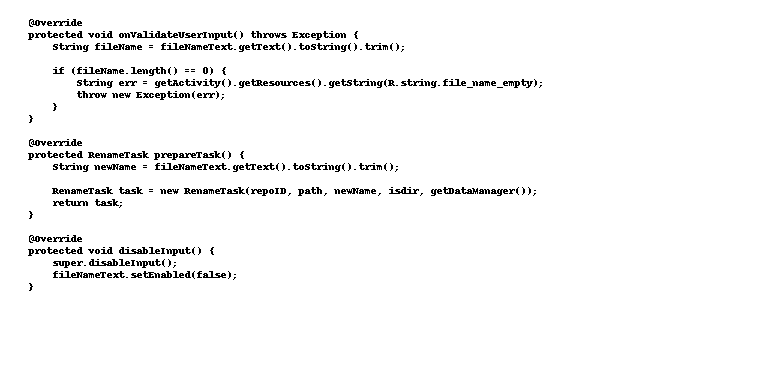 @Override
protected void onValidateUserInput() throws Exception {
    String fileName = fileNameText.getText().toString().trim();

    if (fileName.length() == 0) {
        String err = getActivity().getResources().getString(R.string.file_name_empty);
        throw new Exception(err);
    }
}

@Override
protected RenameTask prepareTask() {
    String newName = fileNameText.getText().toString().trim();

    RenameTask task = new RenameTask(repoID, path, newName, isdir, getDataManager());
    return task;
}

@Override
protected void disableInput() {
    super.disableInput();
    fileNameText.setEnabled(false);
}